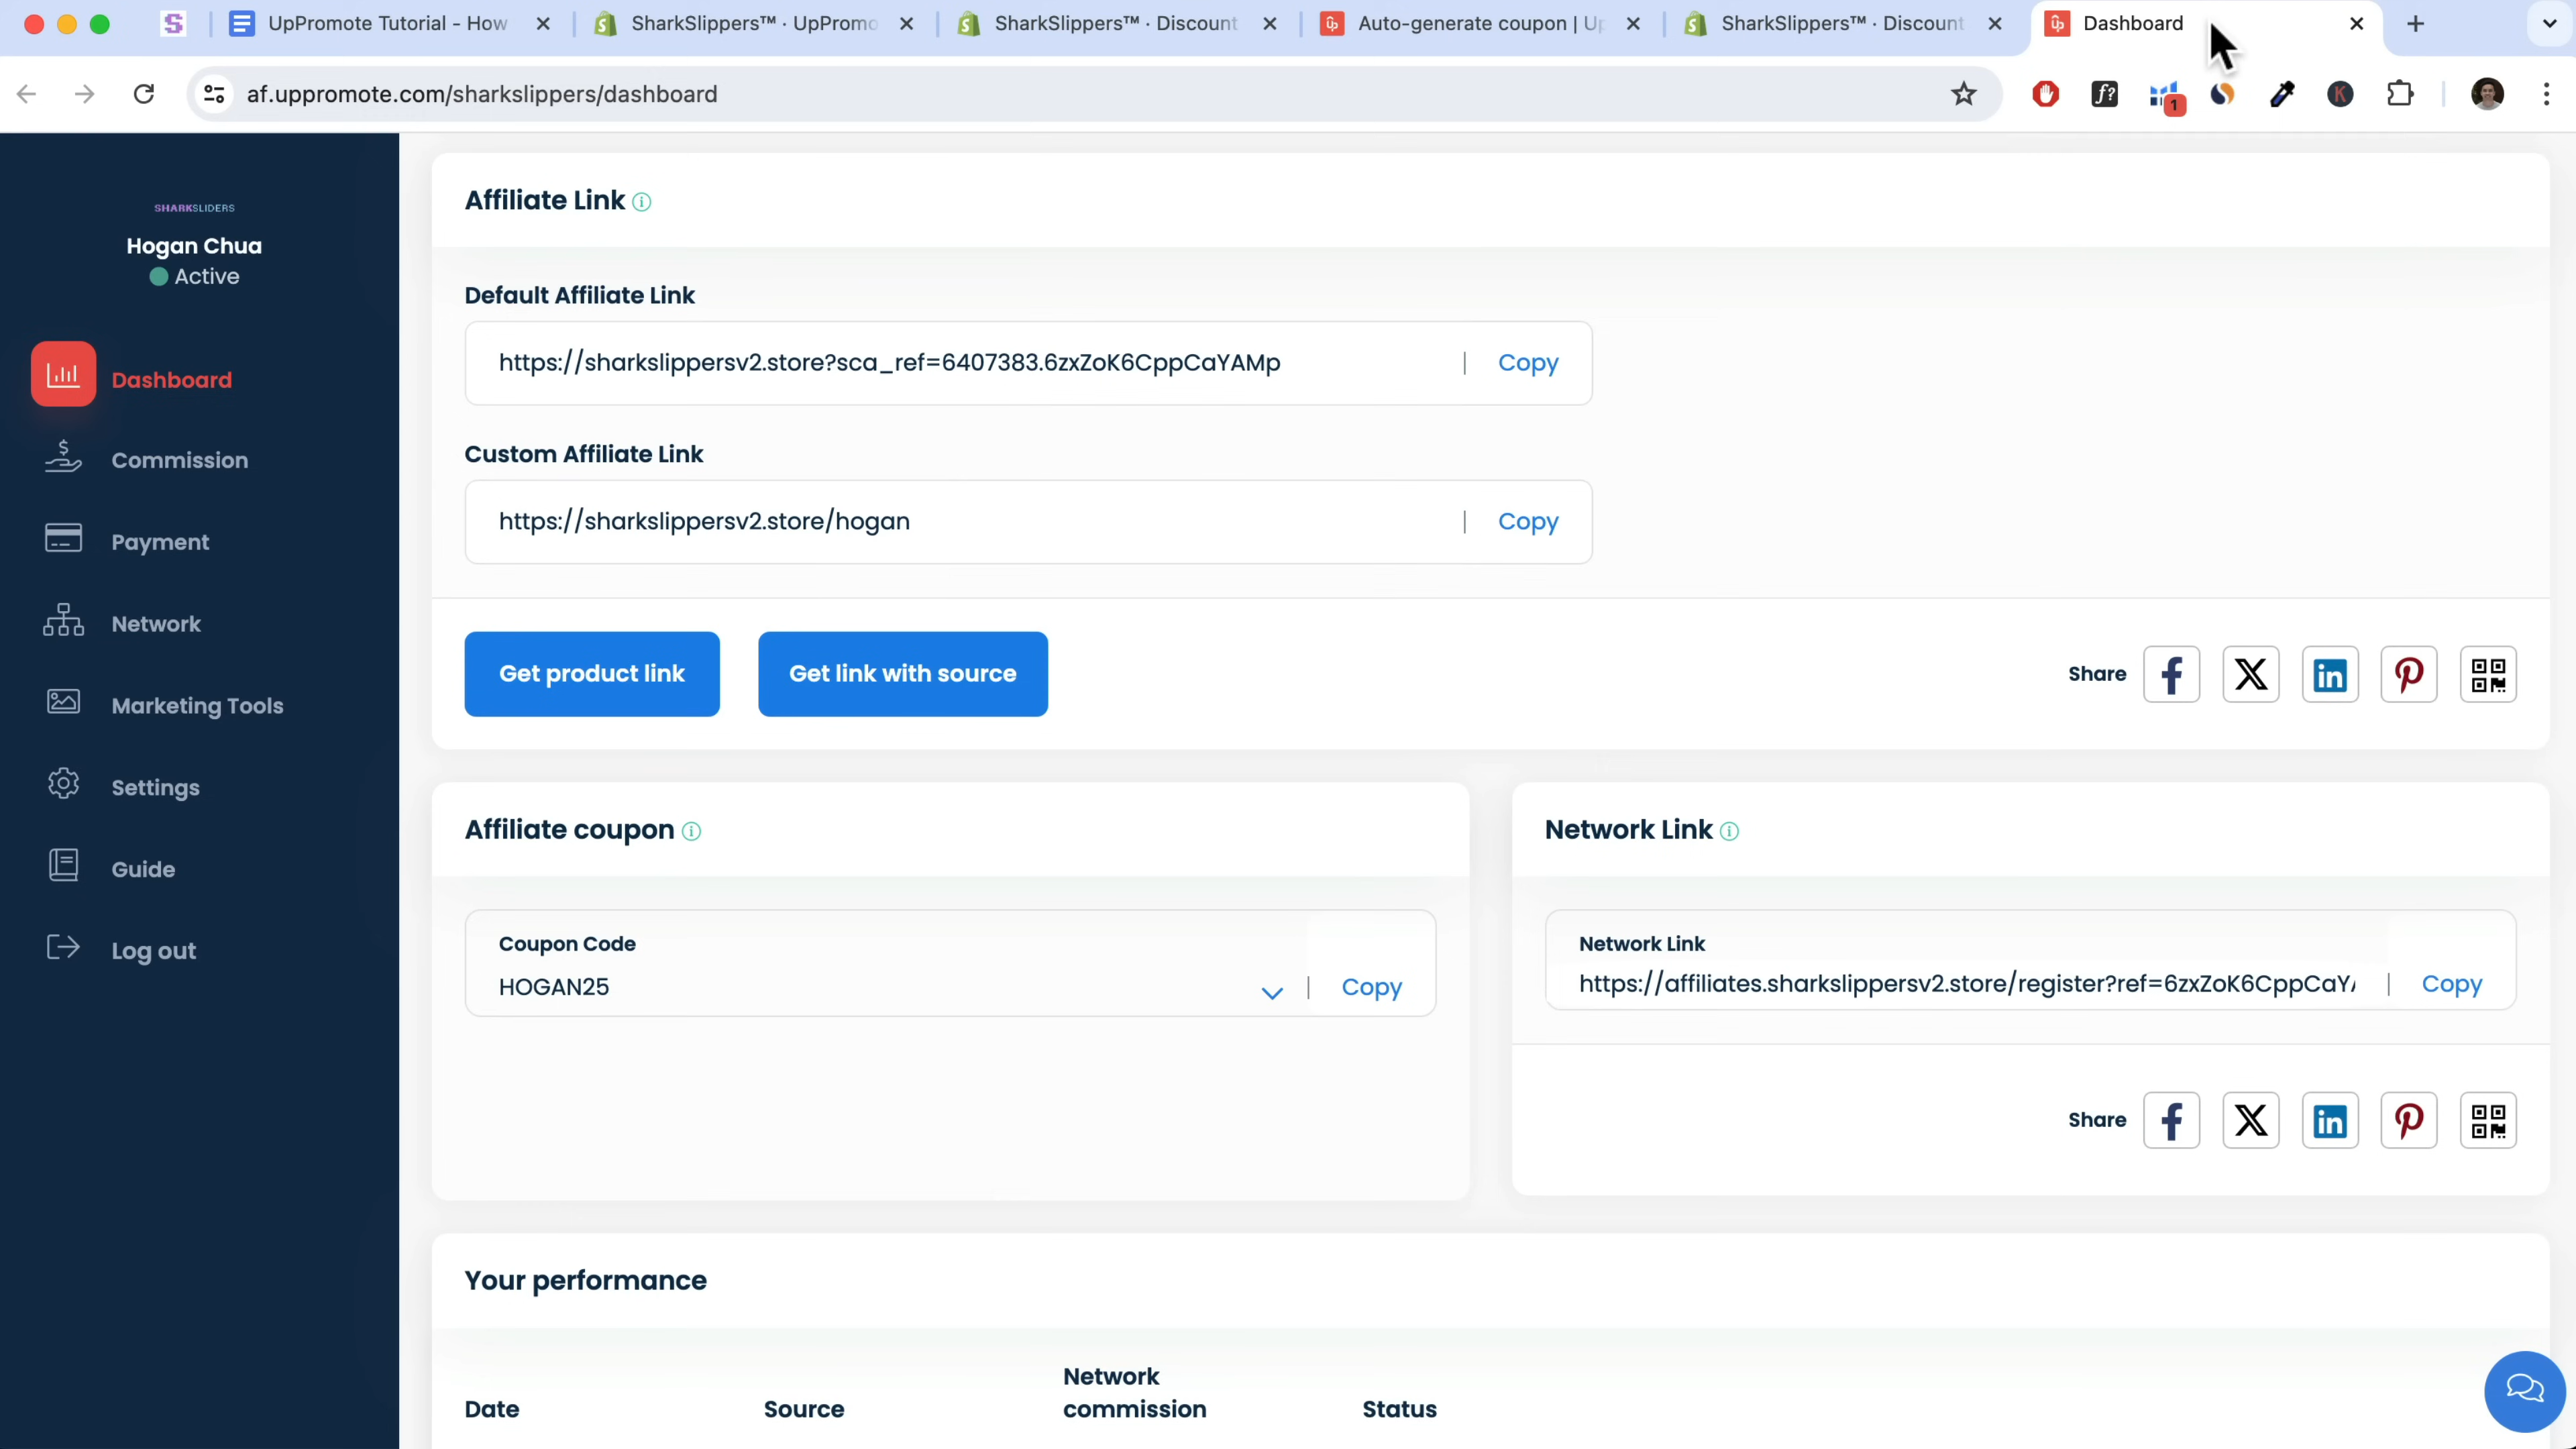 UpPromote Tutorial - How
SharkSlippers™ · UpPromo
SharkSlippers™ · Discount
Auto-generate coupon | Up
SharkSlippers™ · Discount
Dashboard
af.uppromote.com/sharkslippers/dashboard
f?
1
K
SHARKSLIDERS
Hogan Chua
Active
Dashboard
Commission
Payment
Network
Marketing Tools
Settings
Guide
Log out
Affiliate Link
Default Affiliate Link
https://sharkslippersv2.store?sca_ref=6407383.6zxZoK6CppCaYAMp | Copy
Custom Affiliate Link
https://sharkslippersv2.store/hogan | Copy
Get product link
Get link with source
Share
Affiliate coupon
Coupon Code
HOGAN25 | Copy
Network Link
Network Link
https://affiliates.sharkslippersv2.store/register?ref=6zxZoK6CppCaYA | Copy
Share
Your performance
Date
Source
Network
commission
Status